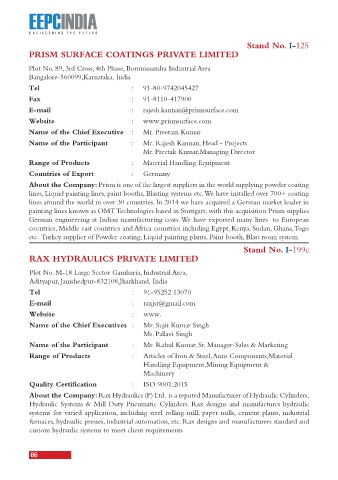 EEPCINDIA
ENGINEERING THE FUTURE
Stand No. I-125
PRISM SURFACE COATINGS PRIVATE LIMITED
Plot No. 89, 3rd Cross, 4th Phase, Bommasandra Industrial Area
Bangalore-560099,Karnataka, India
Tel : 91-80-9742045427
Fax : 91-8110-417900
E-mail : rajesh.kannan@prismsurface.com
Website : www.prismsurface.com
Name of the Chief Executive : Mr. Preetam Kumar
Name of the Participant : Mr. Rajesh Kannan, Head - Projects
Mr. Preetak Kumar,Managing Director
Range of Products : Material Handling Equipment
Countries of Export : Germany
About the Company: Prism is one of the largest suppliers in the world supplying powder coating
lines, Liquid painting lines, paint booths, Blasting systems etc. We have installed over 700+ coating
lines around the world in over 30 countries. In 2014 we have acquired a German market leader in
painting lines known as OMT Technologies based in Stuttgart, with this acquisition Prism supplies
German engineering at Indian manufacturing costs. We have exported many lines to European
countries, Middle east countries and Africa countries including Egypt, Kenya, Sudan, Ghana, Togo
etc. Turkey supplier of Powder coating, Liquid painting plants, Paint booth, Blast room system.
Stand No. I-199c
RAX HYDRAULICS PRIVATE LIMITED
Plot No. M-18 Large Sector Gamharia, Industrial Area,
Adityapur, Jamshedpur-832108,Jharkhand, India
Tel : 91-95252 13070
E-mail : raxjsr@gmail.com
Website : www.
Name of the Chief Executives : Mr. Sujit Kumar Singh
Ms. Pallavi Singh
Name of the Participant : Mr. Rahul Kumar, Sr. Manager-Sales & Marketing
Range of Products : Articles of Iron & Steel, Auto Components,Material
Handling Equipment,Mining Equipment &
Machinery
Quality Certification : ISO 9001:2015
About the Company: Rax Hydraulics (P) Ltd. is a reputed Manufacturer of Hydraulic Cylinders,
Hydraulic Systems & Mill Duty Pneumatic Cylinders. Rax designs and manufactures hydraulic
systems for varied application, including steel rolling mill, paper mills, cement plants, industrial
furnaces, hydraulic presses, industrial automation, etc. Rax designs and manufacturers standard and
custom hydraulic systems to meet client requirements
66